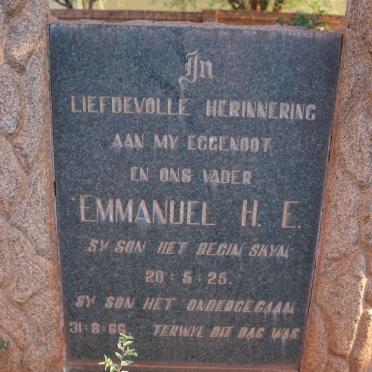 In
LIEFDEVOLLE HERINNERING
AAN MY EGGENOOT
EN ONS VADER
EMMANUEL H. E.
SY SON HET BEGIN SKYN
20·5·25.
SY SON HET ONDERGEGAAN
31·8·66 TERWYL DIT DAG WAS